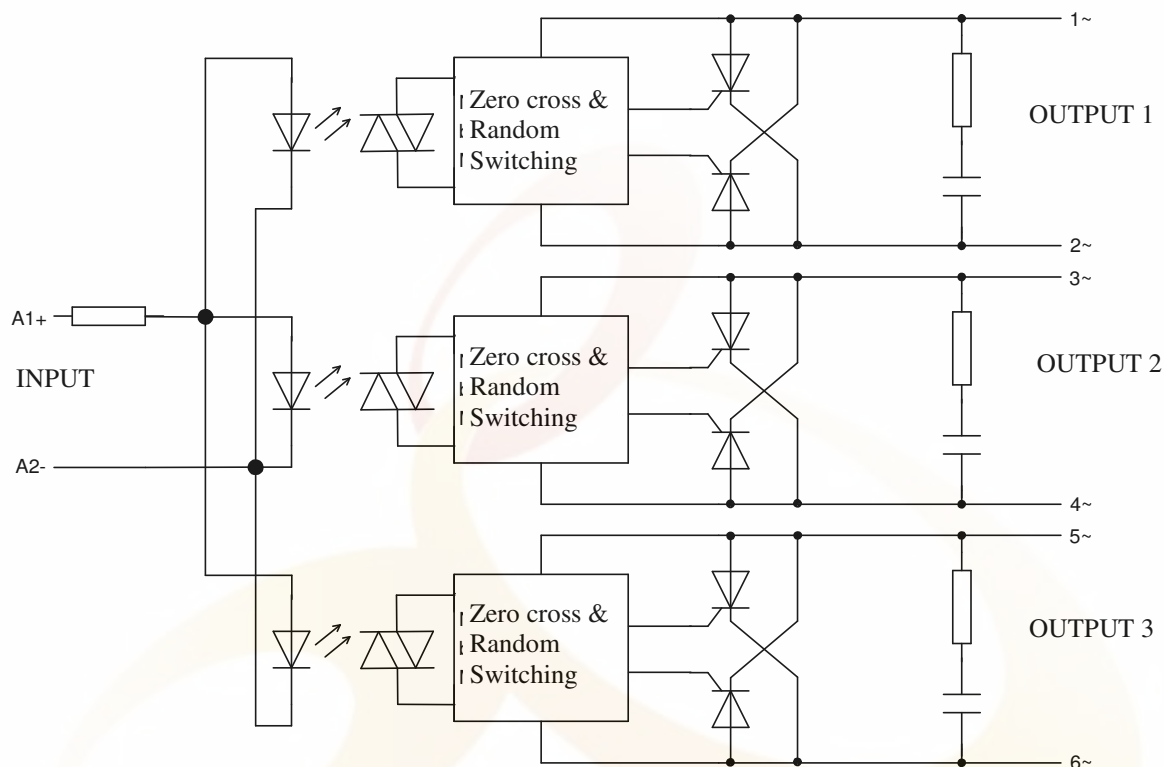 1~
Zero cross &
Random
Switching
OUTPUT 1
2~
3~
A1+
Zero cross &
Random
Switching
OUTPUT 2
INPUT
A2-
4~
5~
Zero cross &
Random
Switching
OUTPUT 3
6~